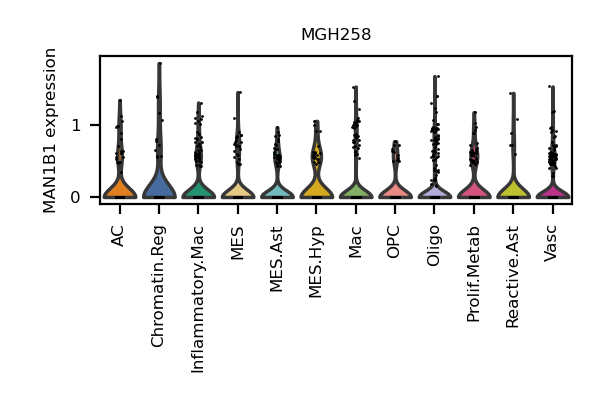 MGH258
MAN1B1 expression
1
0
AC
Chromatin.Reg
Inflammatory.Mac
MES
MES.Ast
MES.Hyp
Mac
OPC
Oligo
Prolif.Metab
Reactive.Ast
Vasc